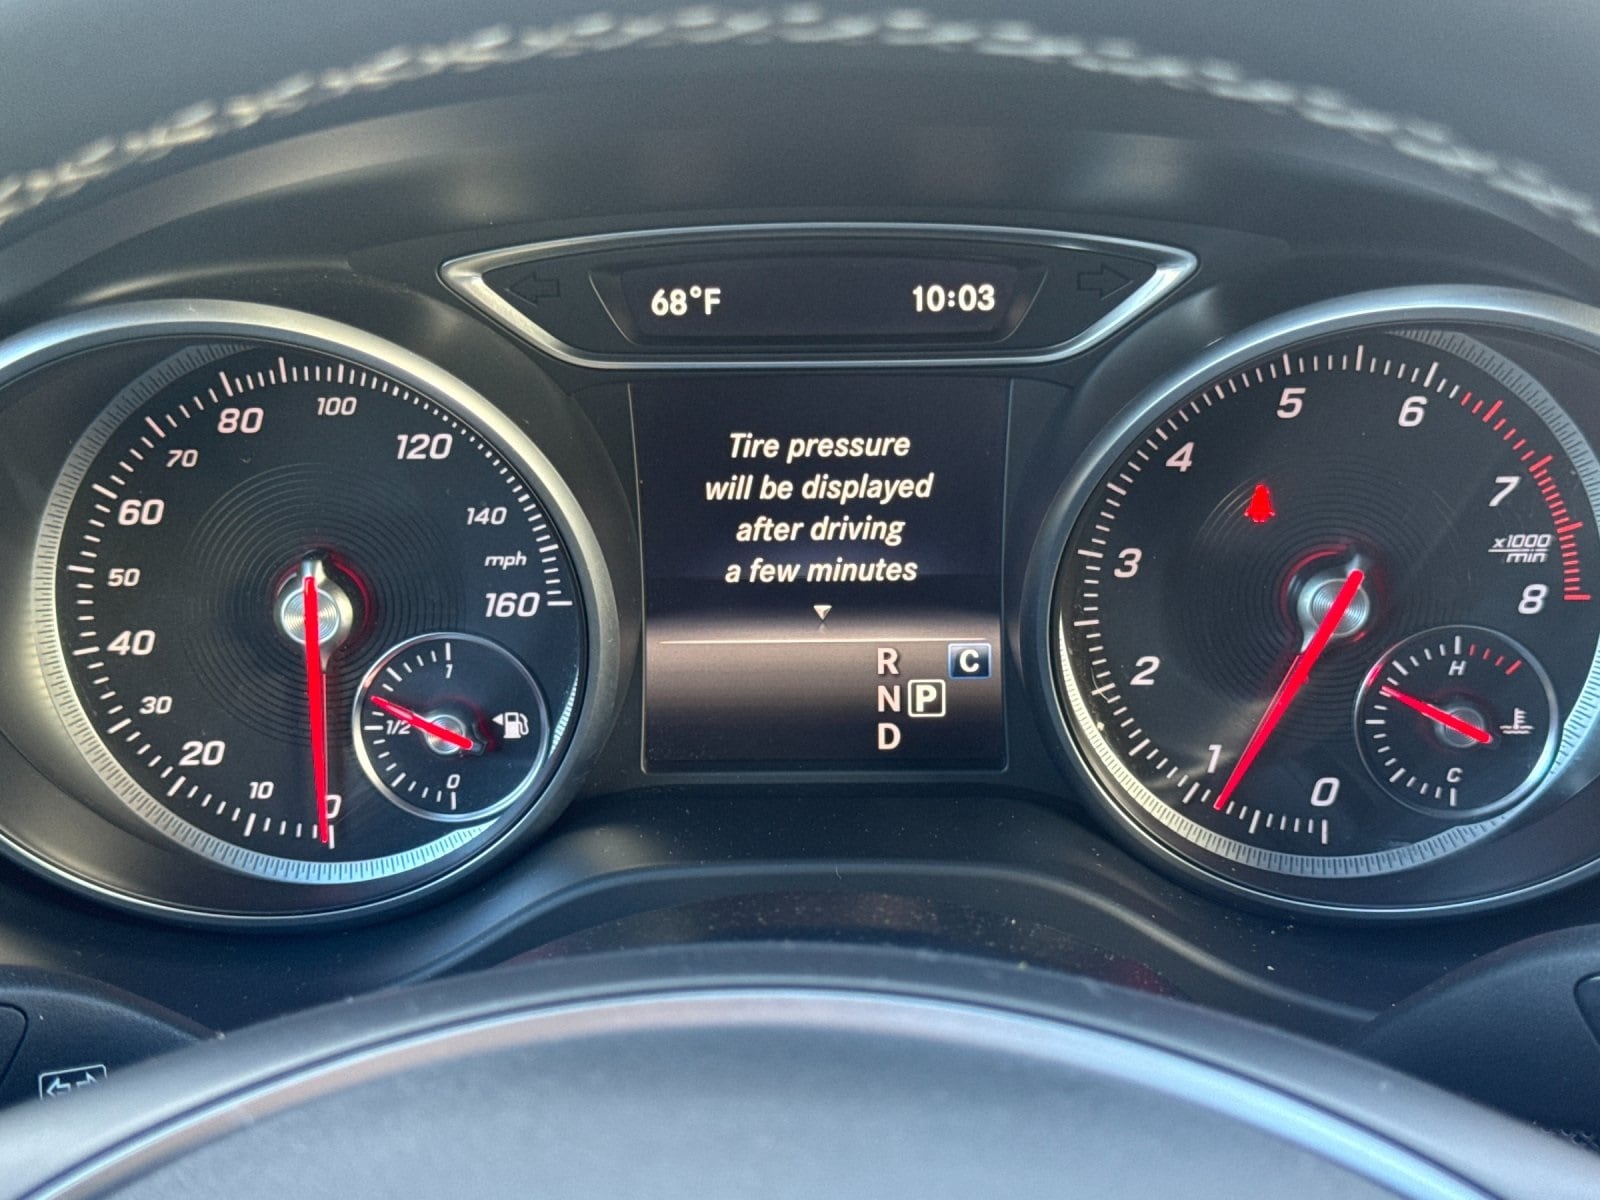 68°F 10:03
Tire pressure
will be displayed
after driving
a few minutes
R C
N P
D
0
10
20
30
40
50
60
70
80
100
120
140
mph
160
1
1/2
0
0
1
2
3
4
5
6
7
x1000
min
8
H
C